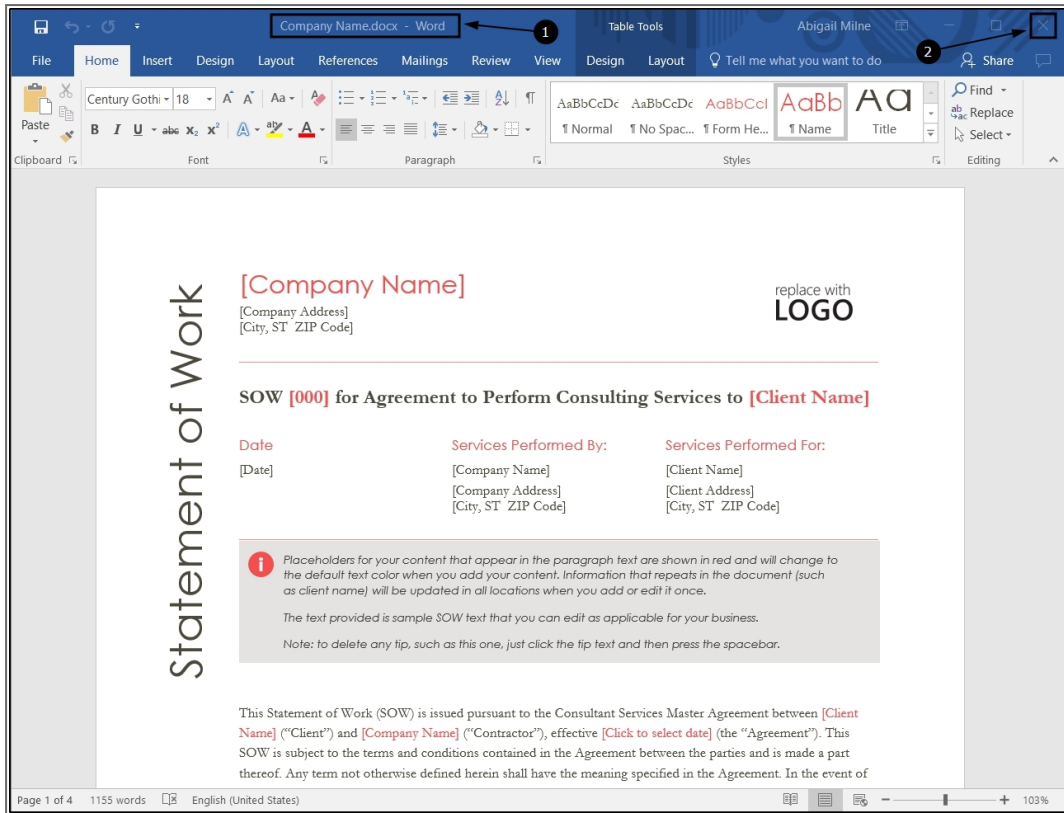 Company Name.docx - Word
1
Table Tools
Abigail Milne
2
File Home Insert Design Layout References Mailings Review View Design Layout Tell me what you want to do Share
Paste
Century Gothi 18 A A Aa
B I U abc X₂ X² A aby A
AaBbCcDc AaBbCcDc AaBbCcI AaBb Aa
¶ Normal ¶ No Spac... ¶ Form He... ¶ Name Title
Find
Replace
Select
Clipboard Font Paragraph Styles Editing
Statement of Work
[Company Name]
[Company Address]
[City, ST ZIP Code]
replace with
LOGO
SOW [000] for Agreement to Perform Consulting Services to [Client Name]
Date Services Performed By: Services Performed For:
[Date] [Company Name] [Client Name]
[Company Address] [Client Address]
[City, ST ZIP Code] [City, ST ZIP Code]
Placeholders for your content that appear in the paragraph text are shown in red and will change to
the default text color when you add your content. Information that repeats in the document (such
as client name) will be updated in all locations when you add or edit it once.
The text provided is sample SOW text that you can edit as applicable for your business.
Note: to delete any tip, such as this one, just click the tip text and then press the spacebar.
This Statement of Work (SOW) is issued pursuant to the Consultant Services Master Agreement between [Client
Name] (“Client”) and [Company Name] (“Contractor”), effective [Click to select date] (the “Agreement”). This
SOW is subject to the terms and conditions contained in the Agreement between the parties and is made a part
thereof. Any term not otherwise defined herein shall have the meaning specified in the Agreement. In the event of
Page 1 of 4 1155 words English (United States) 103%